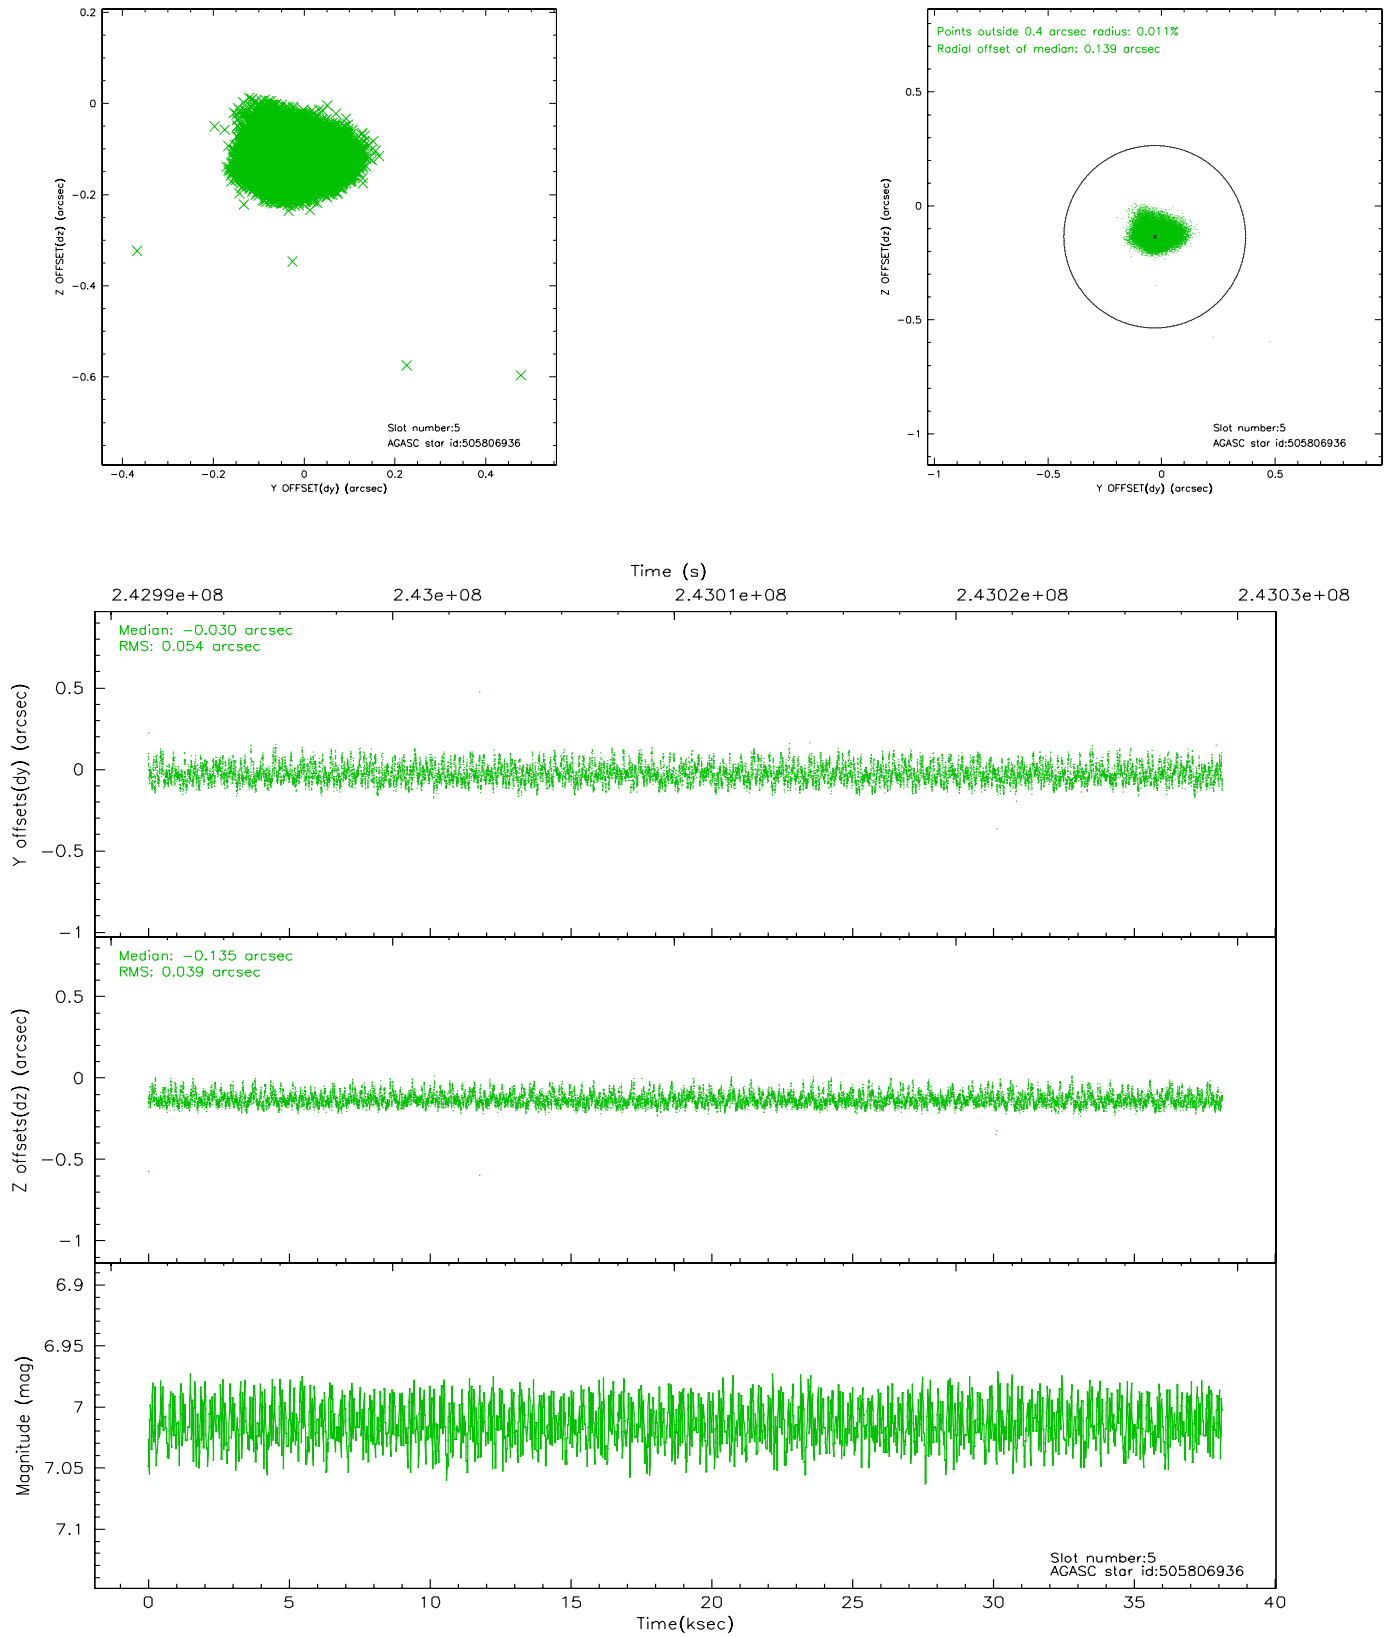 0.2
0
-0.2
-0.4
-0.6
Z OFFSET(dz) (arcsec)
Slot number:5
AGASC star id:505806936
-0.4 -0.2 0 0.2 0.4
Y OFFSET(dy) (arcsec)
Points outside 0.4 arcsec radius: 0.011%
Radial offset of median: 0.139 arcsec
0.5
0
-0.5
-1
Z OFFSET(dz) (arcsec)
Slot number:5
AGASC star id:505806936
-1 -0.5 0 0.5
Y OFFSET(dy) (arcsec)
Time (s)
2.4299e+08 2.43e+08 2.4301e+08 2.4302e+08 2.4303e+08
Median: -0.030 arcsec
RMS: 0.054 arcsec
0.5
0
-0.5
-1
Y offsets(dy) (arcsec)
Median: -0.135 arcsec
RMS: 0.039 arcsec
0.5
0
-0.5
-1
Z offsets(dz) (arcsec)
6.9
6.95
7
7.05
7.1
Magnitude (mag)
Slot number:5
AGASC star id:505806936
0 5 10 15 20 25 30 35 40
Time(ksec)